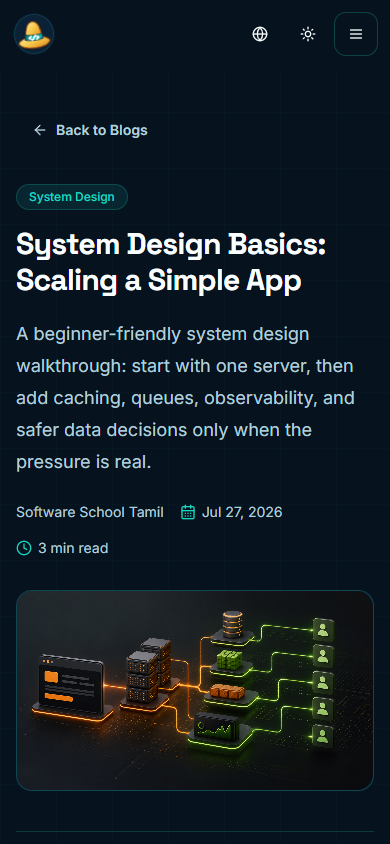 Back to Blogs
System Design
System Design Basics:
Scaling a Simple App
A beginner-friendly system design
walkthrough: start with one server, then
add caching, queues, observability, and
safer data decisions only when the
pressure is real.
Software School Tamil Jul 27, 2026
3 min read